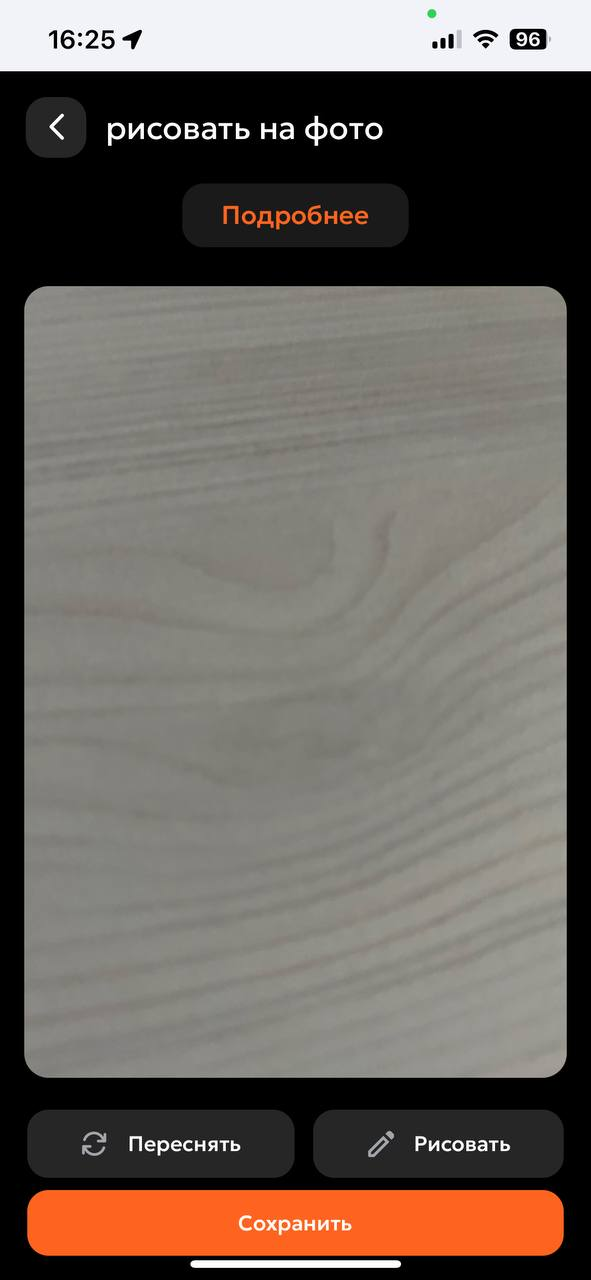 16:25
96
рисовать на фото
Подробнее
Переснять
Рисовать
Сохранить